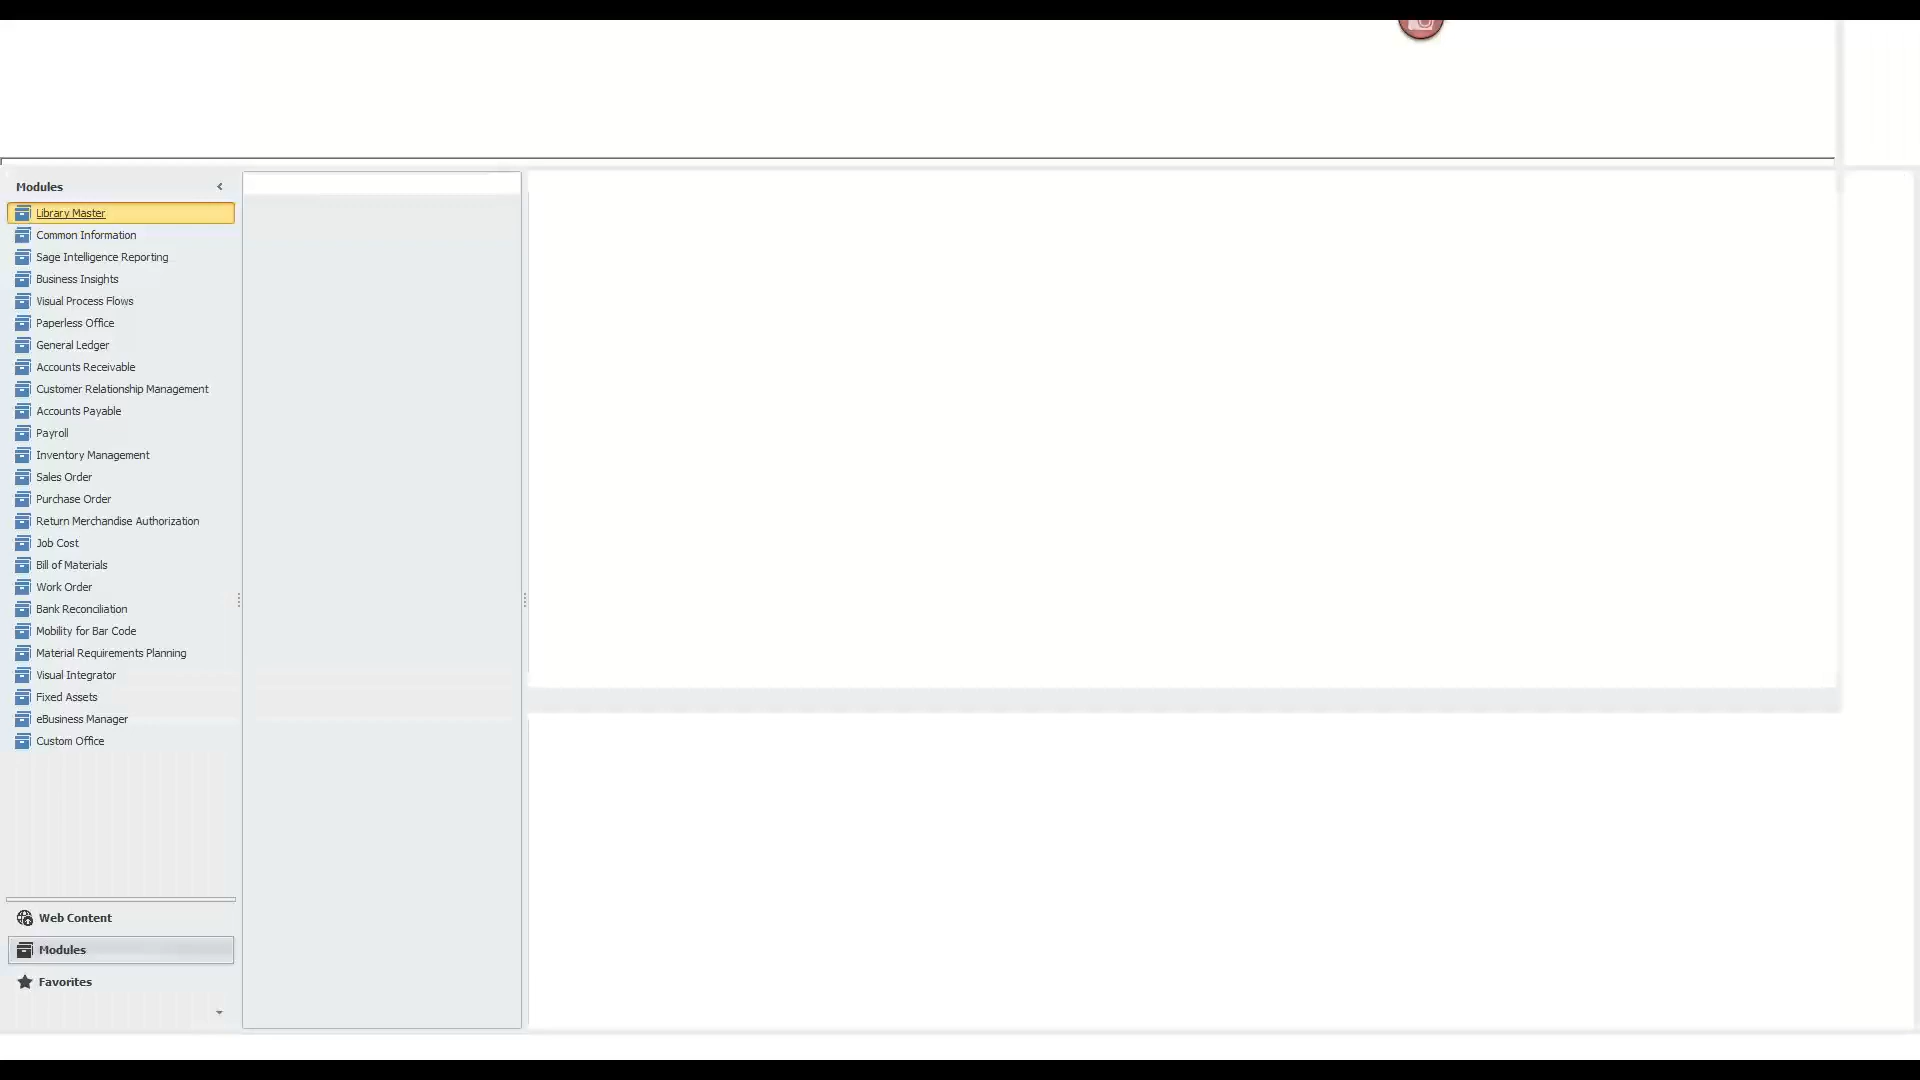 Modules
Library Master
Common Information
Sage Intelligence Reporting
Business Insights
Visual Process Flows
Paperless Office
General Ledger
Accounts Receivable
Customer Relationship Management
Accounts Payable
Payroll
Inventory Management
Sales Order
Purchase Order
Return Merchandise Authorization
Job Cost
Bill of Materials
Work Order
Bank Reconciliation
Mobility for Bar Code
Material Requirements Planning
Visual Integrator
Fixed Assets
eBusiness Manager
Custom Office
Web Content
Modules
Favorites